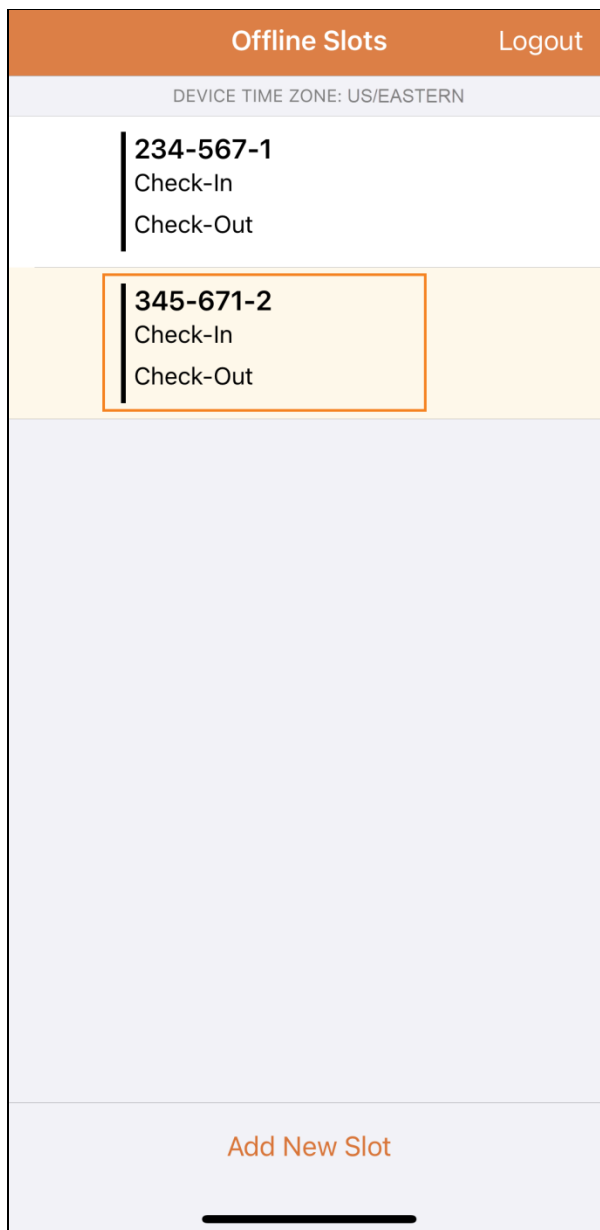 Offline Slots
Logout
DEVICE TIME ZONE: US/EASTERN
234-567-1
Check-In
Check-Out
345-671-2
Check-In
Check-Out
Add New Slot